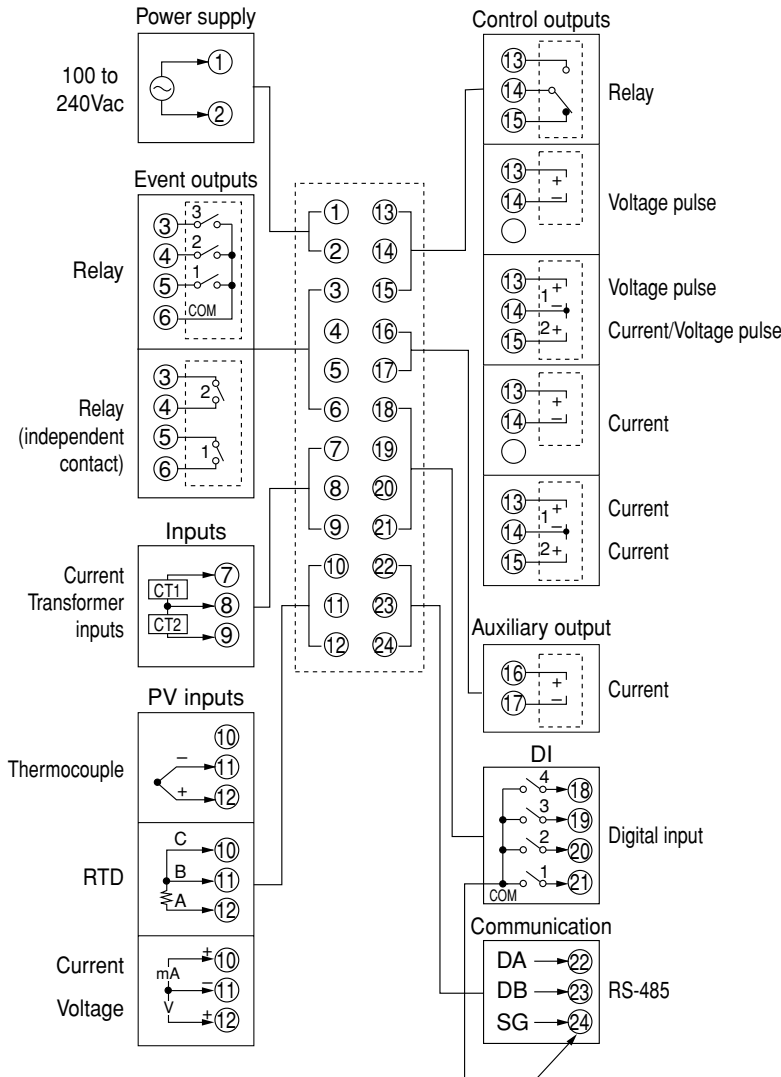 Power supply
100 to
240Vac
1
2
Event outputs
Relay
3 3
4 2
5 1
6 COM
Relay
(independent
contact)
3
4 2
5
6 1
Inputs
Current
Transformer
inputs
CT1 7
8
CT2 9
PV inputs
Thermocouple
10
− 11
+ 12
RTD
C 10
B 11
A 12
Current
Voltage
+ 10
mA
− 11
V
+ 12
1 13
2 14
3 15
4 16
5 17
6 18
7 19
8 20
9 21
10 22
11 23
12 24
Control outputs
13
14 Relay
15
13 +
14 − Voltage pulse
13 1 + Voltage pulse
14 −
15 2 + Current/Voltage pulse
13 +
14 − Current
13 1 + Current
14 −
15 2 + Current
Auxiliary output
16 +
17 − Current
DI
4 18
3 19
2 20
1 21
COM
Digital input
Communication
DA 22
DB 23
SG 24
RS-485